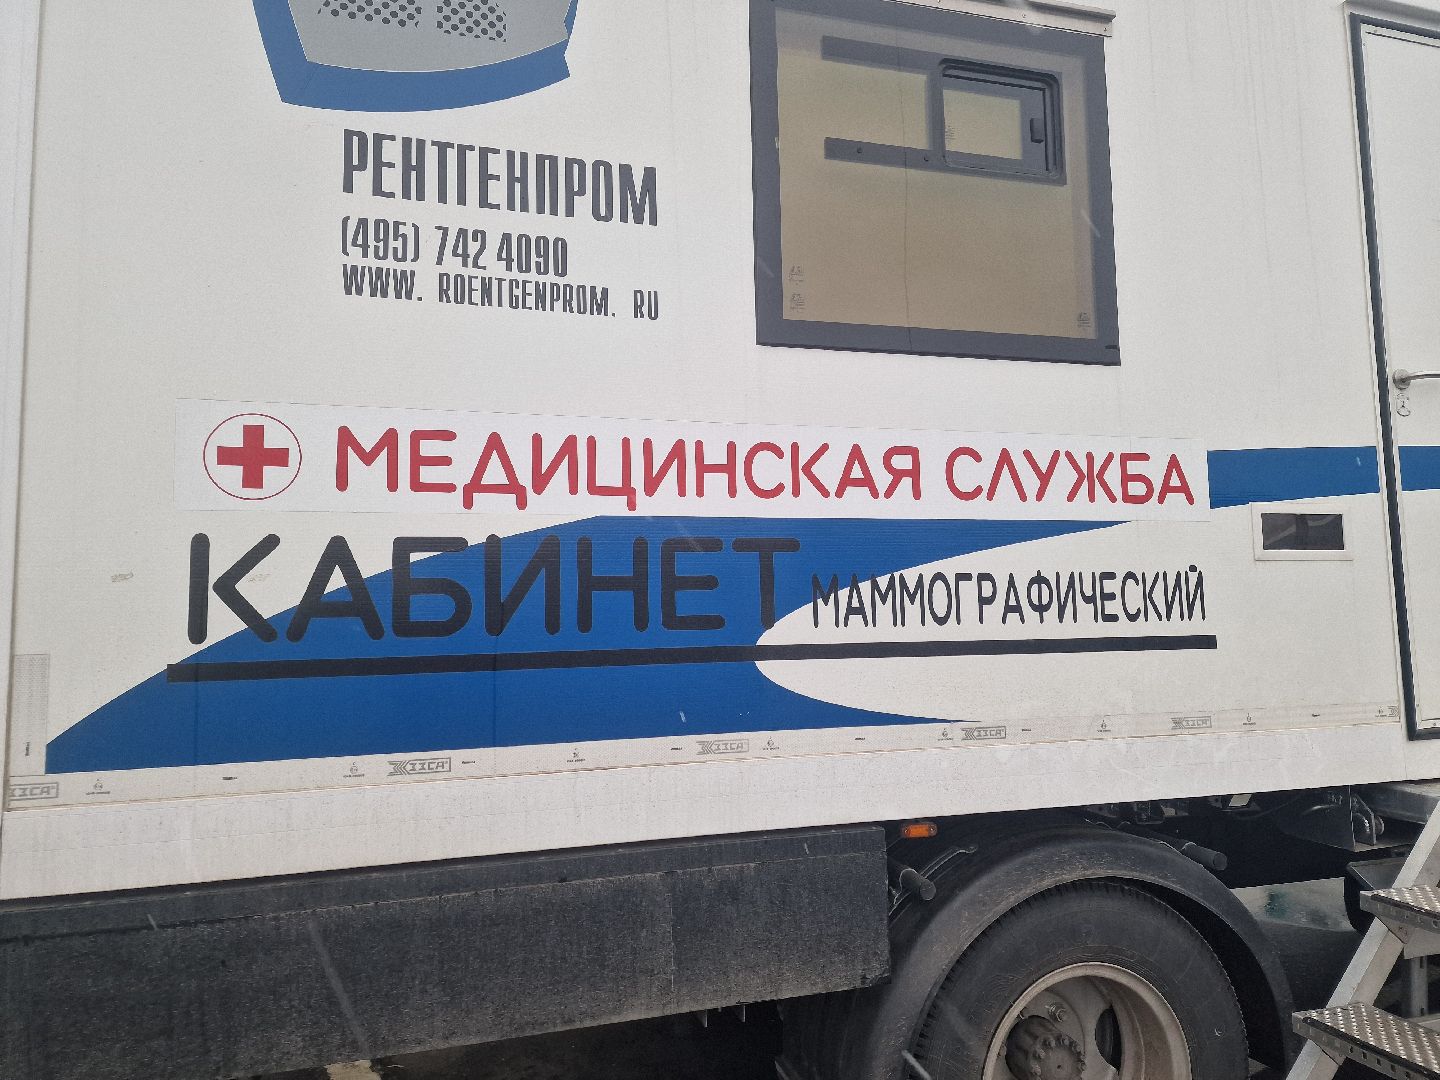 РЕНТГЕНПРОМ
(495) 742 4090
WWW. ROENTGENPROM. RU
МЕДИЦИНСКАЯ СЛУЖБА
КАБИНЕТ МАММОГРАФИЧЕСКИЙ